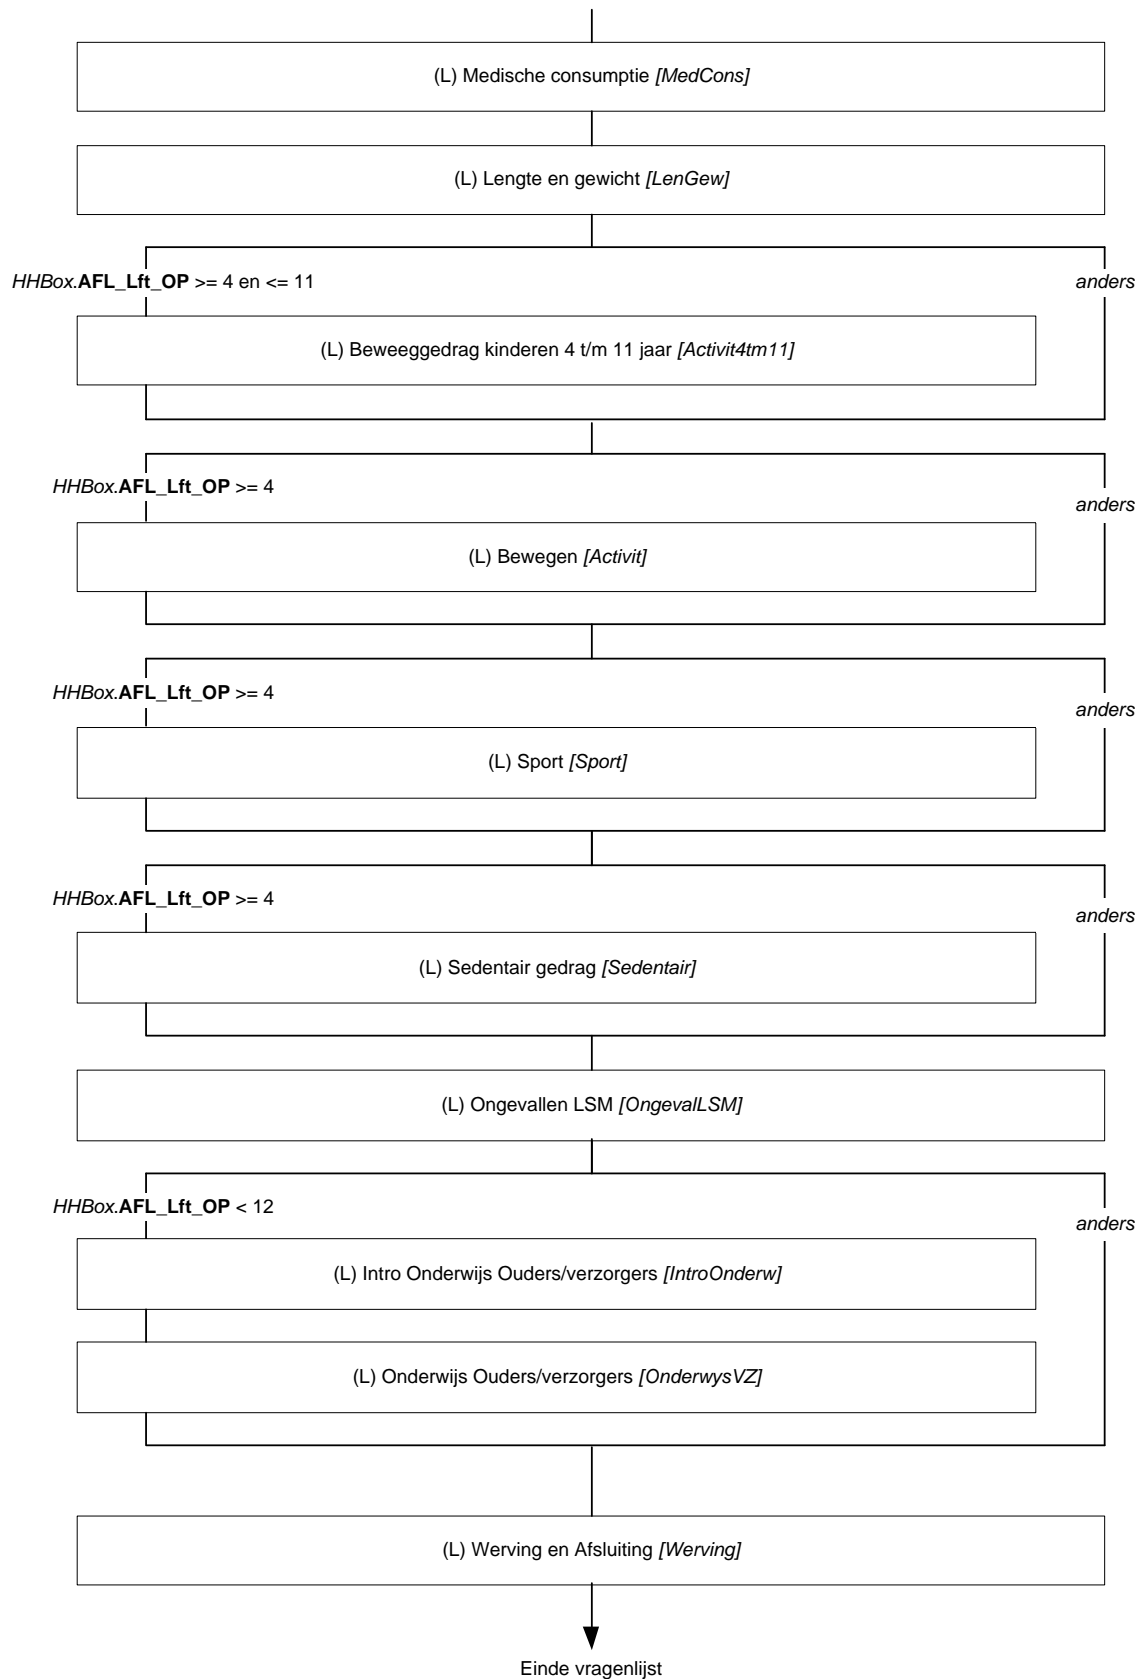 (L) Medische consumptie [MedCons]
(L) Lengte en gewicht [LenGew]
HHBox.AFL_Lft_OP >= 4 en <= 11
anders
(L) Beweeggedrag kinderen 4 t/m 11 jaar [Activit4tm11]
HHBox.AFL_Lft_OP >= 4
anders
(L) Bewegen [Activit]
HHBox.AFL_Lft_OP >= 4
anders
(L) Sport [Sport]
HHBox.AFL_Lft_OP >= 4
anders
(L) Sedentair gedrag [Sedentair]
(L) Ongevallen LSM [OngevalLSM]
HHBox.AFL_Lft_OP < 12
anders
(L) Intro Onderwijs Ouders/verzorgers [IntroOnderw]
(L) Onderwijs Ouders/verzorgers [OnderwysVZ]
(L) Werving en Afsluiting [Werving]
Einde vragenlijst